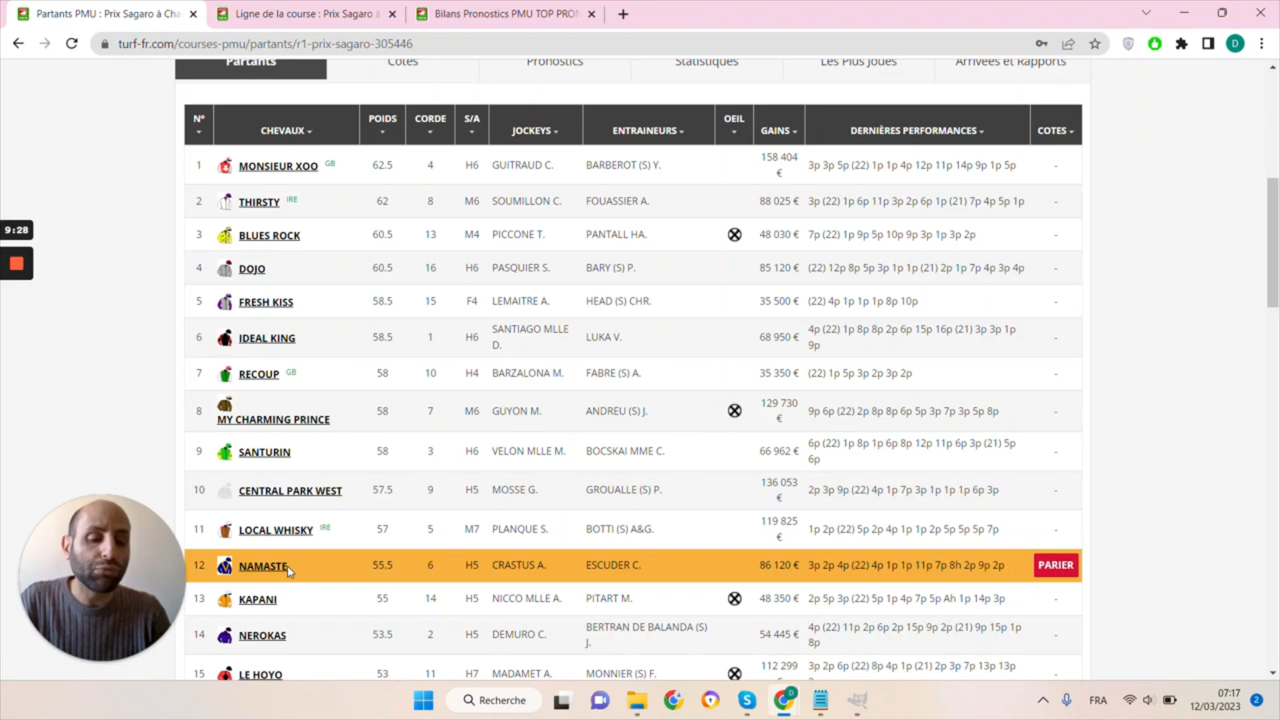 Partants PMU : Prix Sagaro à Cha
Ligne de la course : Prix Sagaro à
Bilans Pronostics PMU TOP PRON
turf-fr.com/courses-pmu/partants/r1-prix-sagaro-305446
D
Partants
Cotes
Pronostics
Statistiques
Les Plus Joués
Arrivées et Rapports
N° CHEVAUX POIDS CORDE S/A JOCKEYS ENTRAINEURS OEIL GAINS DERNIÈRES PERFORMANCES COTES
1 MONSIEUR XOO GB 62.5 4 H6 GUITRAUD C. BARBEROT (S) Y. 158 404 € 3p 3p 5p (22) 1p 1p 4p 12p 11p 14p 9p 1p 5p -
2 THIRSTY IRE 62 8 M6 SOUMILLON C. FOUASSIER A. 88 025 € 3p (22) 1p 6p 11p 3p 2p 6p 1p (21) 7p 4p 5p 1p -
3 BLUES ROCK 60.5 13 M4 PICCONE T. PANTALL HA. 48 030 € 7p (22) 1p 9p 5p 10p 9p 3p 1p 3p 2p -
4 DOJO 60.5 16 H6 PASQUIER S. BARY (S) P. 85 120 € (22) 12p 8p 5p 3p 1p 1p (21) 2p 1p 7p 4p 3p 4p -
5 FRESH KISS 58.5 15 F4 LEMAITRE A. HEAD (S) CHR. 35 500 € (22) 4p 1p 1p 1p 8p 10p -
6 IDEAL KING 58.5 1 H6 SANTIAGO MLLE D. LUKA V. 68 950 € 4p (22) 1p 8p 8p 2p 6p 15p 16p (21) 3p 3p 1p 9p -
7 RECOUP GB 58 10 H4 BARZALONA M. FABRE (S) A. 35 350 € (22) 1p 5p 3p 2p 3p 2p -
8 MY CHARMING PRINCE 58 7 M6 GUYON M. ANDREU (S) J. 129 730 € 9p 6p (22) 2p 8p 8p 6p 5p 3p 7p 3p 5p 8p -
9 SANTURIN 58 3 H6 VELON MLLE M. BOCSKAI MME C. 66 962 € 6p (22) 1p 8p 1p 6p 8p 12p 11p 6p 3p (21) 5p 6p -
10 CENTRAL PARK WEST 57.5 9 H5 MOSSE G. GROUALLE (S) P. 136 053 € 2p 3p 9p (22) 4p 1p 7p 3p 1p 1p 1p 6p 3p -
11 LOCAL WHISKY IRE 57 5 M7 PLANQUE S. BOTTI (S) A&G. 119 825 € 1p 2p (22) 5p 2p 4p 1p 1p 2p 5p 5p 5p 7p -
12 NAMASTE 55.5 6 H5 CRASTUS A. ESCUDER C. 86 120 € 3p 2p 4p (22) 4p 1p 1p 11p 7p 8h 2p 9p 2p PARIER
13 KAPANI 55 14 H5 NICCO MLLE A. PITART M. 48 350 € 2p 5p 3p (22) 5p 1p 4p 7p 5p Ah 1p 14p 3p -
14 NEROKAS 53.5 2 H5 DEMURO C. BERTRAN DE BALANDA (S) J. 54 445 € 4p (22) 11p 2p 6p 2p 15p 9p 2p (21) 9p 15p 1p 8p -
15 LE HOYO 53 11 H7 MADAMET A. MONNIER (S) F. 112 299 3p 2p 6p (22) 8p 4p 1p (21) 2p 3p 7p 13p 13p -
9:28
Recherche
D
FRA
07:17
12/03/2023
2